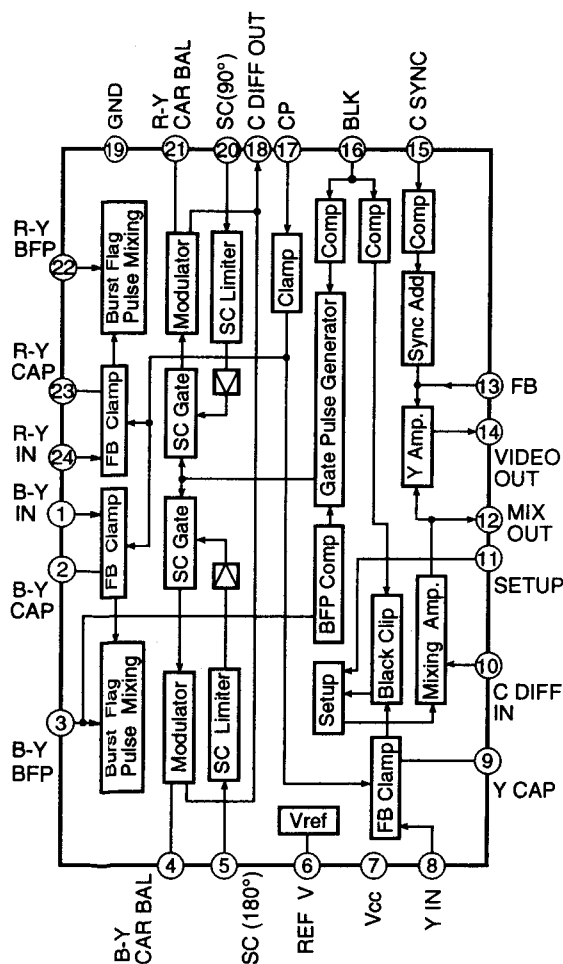 GND
R-Y
CAR BAL
SC(90°)
C DIFF OUT
CP
BLK
C SYNC
19
21
20
18
17
16
15
R-Y
BFP
22
Burst Flag
Pulse Mixing
Modulator
SC Limiter
Clamp
Comp
Comp
Comp
Sync Add
R-Y
CAP
23
FB Clamp
SC Gate
Gate Pulse Generator
Y Amp.
13
FB
14
VIDEO
OUT
R-Y
IN
24
B-Y
IN
1
FB Clamp
SC Gate
12
MIX
OUT
2
B-Y
CAP
BFP Comp
11
SETUP
Black Clip
Mixing Amp.
10
C DIFF
IN
3
B-Y
BFP
Burst Flag
Pulse Mixing
Modulator
SC Limiter
Setup
FB Clamp
9
Y CAP
Vref
4
5
6
7
8
B-Y
CAR BAL
SC (180°)
REF V
Vcc
Y IN